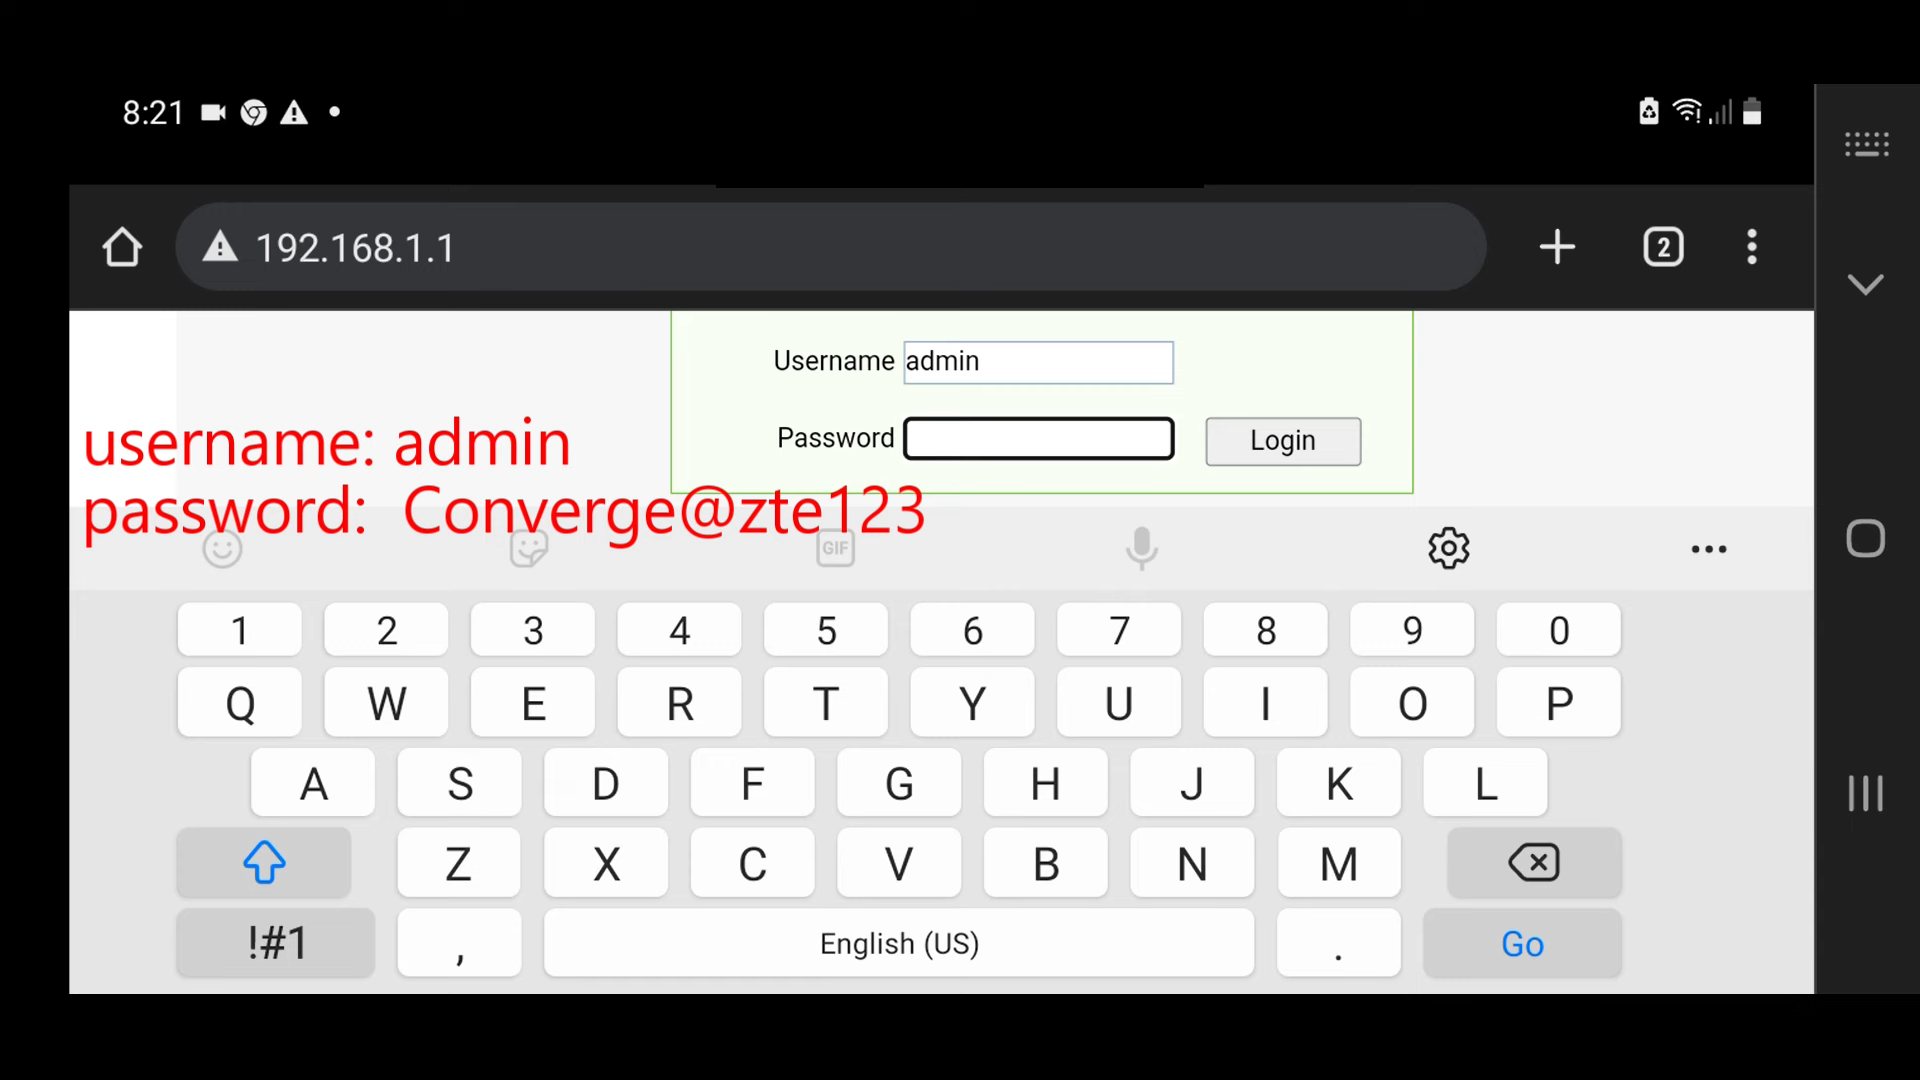 8:21
192.168.1.1
2
Username admin
Password
Login
username: admin
password: Converge@zte123
GIF
1 2 3 4 5 6 7 8 9 0
Q W E R T Y U I O P
A S D F G H J K L
Z X C V B N M
!#1 , English (US) . Go